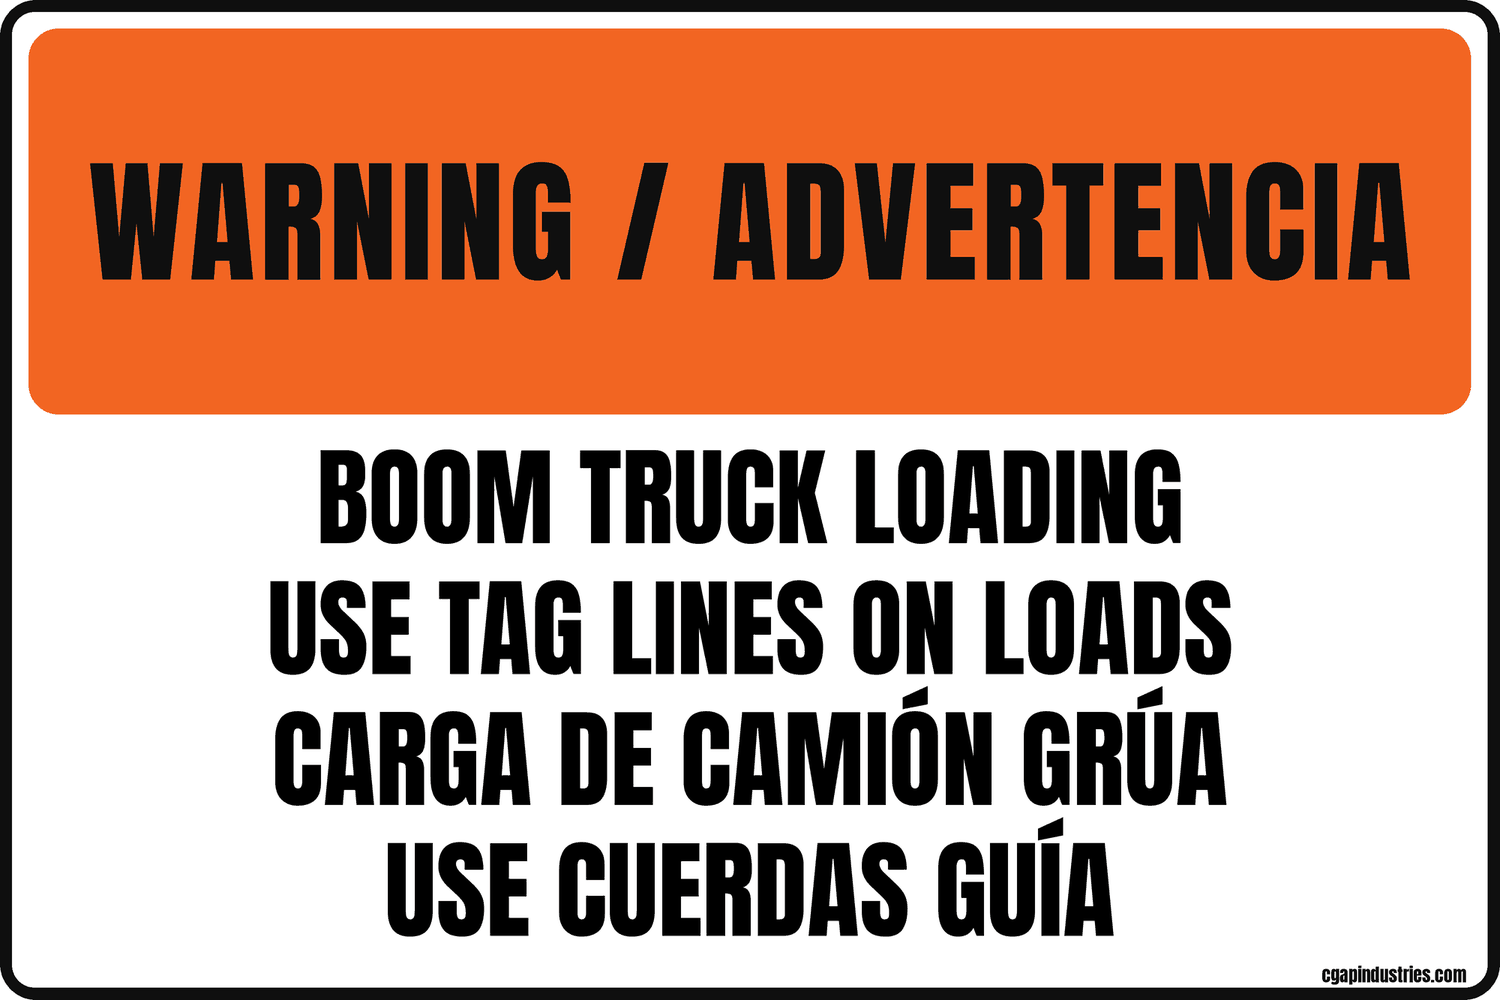 WARNING / ADVERTENCIA
BOOM TRUCK LOADING
USE TAG LINES ON LOADS
CARGA DE CAMIÓN GRÚA
USE CUERDAS GUÍA
cgapindustries.com